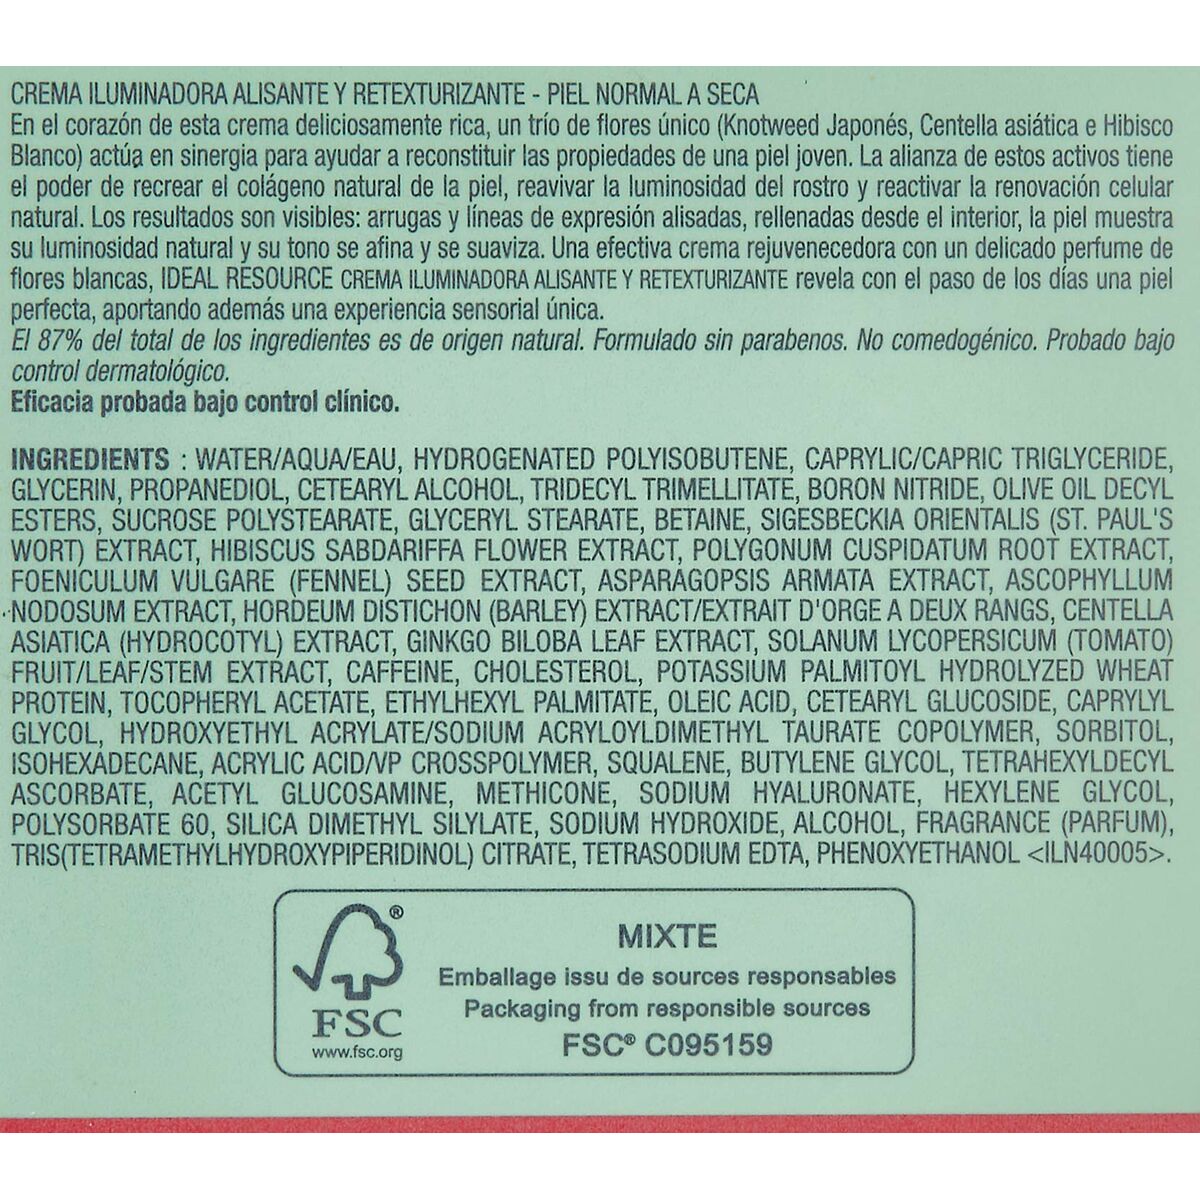 CREMA ILUMINADORA ALISANTE Y RETEXTURIZANTE - PIEL NORMAL A SECA
En el corazón de esta crema deliciosamente rica, un trío de flores único (Knotweed Japonés, Centella asiática e Hibisco
Blanco) actúa en sinergia para ayudar a reconstituir las propiedades de una piel joven. La alianza de estos activos tiene
el poder de recrear el colágeno natural de la piel, reavivar la luminosidad del rostro y reactivar la renovación celular
natural. Los resultados son visibles: arrugas y líneas de expresión alisadas, rellenadas desde el interior, la piel muestra
su luminosidad natural y su tono se afina y se suaviza. Una efectiva crema rejuvenecedora con un delicado perfume de
flores blancas, IDEAL RESOURCE CREMA ILUMINADORA ALISANTE Y RETEXTURIZANTE revela con el paso de los días una piel
perfecta, aportando además una experiencia sensorial única.
El 87% del total de los ingredientes es de origen natural. Formulado sin parabenos. No comedogénico. Probado bajo
control dermatológico.
Eficacia probada bajo control clínico.
INGREDIENTS : WATER/AQUA/EAU, HYDROGENATED POLYISOBUTENE, CAPRYLIC/CAPRIC TRIGLYCERIDE,
GLYCERIN, PROPANEDIOL, CETEARYL ALCOHOL, TRIDECYL TRIMELLITATE, BORON NITRIDE, OLIVE OIL DECYL
ESTERS, SUCROSE POLYSTEARATE, GLYCERYL STEARATE, BETAINE, SIGESBECKIA ORIENTALIS (ST. PAUL'S
WORT) EXTRACT, HIBISCUS SABDARIFFA FLOWER EXTRACT, POLYGONUM CUSPIDATUM ROOT EXTRACT,
FOENICULUM VULGARE (FENNEL) SEED EXTRACT, ASPARAGOPSIS ARMATA EXTRACT, ASCOPHYLLUM
NODOSUM EXTRACT, HORDEUM DISTICHON (BARLEY) EXTRACT/EXTRAIT D'ORGE A DEUX RANGS, CENTELLA
ASIATICA (HYDROCOTYL) EXTRACT, GINKGO BILOBA LEAF EXTRACT, SOLANUM LYCOPERSICUM (TOMATO)
FRUIT/LEAF/STEM EXTRACT, CAFFEINE, CHOLESTEROL, POTASSIUM PALMITOYL HYDROLYZED WHEAT
PROTEIN, TOCOPHERYL ACETATE, ETHYLHEXYL PALMITATE, OLEIC ACID, CETEARYL GLUCOSIDE, CAPRYLYL
GLYCOL, HYDROXYETHYL ACRYLATE/SODIUM ACRYLOYLDIMETHYL TAURATE COPOLYMER, SORBITOL,
ISOHEXADECANE, ACRYLIC ACID/VP CROSSPOLYMER, SQUALENE, BUTYLENE GLYCOL, TETRAHEXYLDECYL
ASCORBATE, ACETYL GLUCOSAMINE, METHICONE, SODIUM HYALURONATE, HEXYLENE GLYCOL,
POLYSORBATE 60, SILICA DIMETHYL SILYLATE, SODIUM HYDROXIDE, ALCOHOL, FRAGRANCE (PARFUM),
TRIS(TETRAMETHYLHYDROXYPIPERIDINOL) CITRATE, TETRASODIUM EDTA, PHENOXYETHANOL <ILN40005>.
®
FSC
www.fsc.org
MIXTE
Emballage issu de sources responsables
Packaging from responsible sources
FSC® C095159